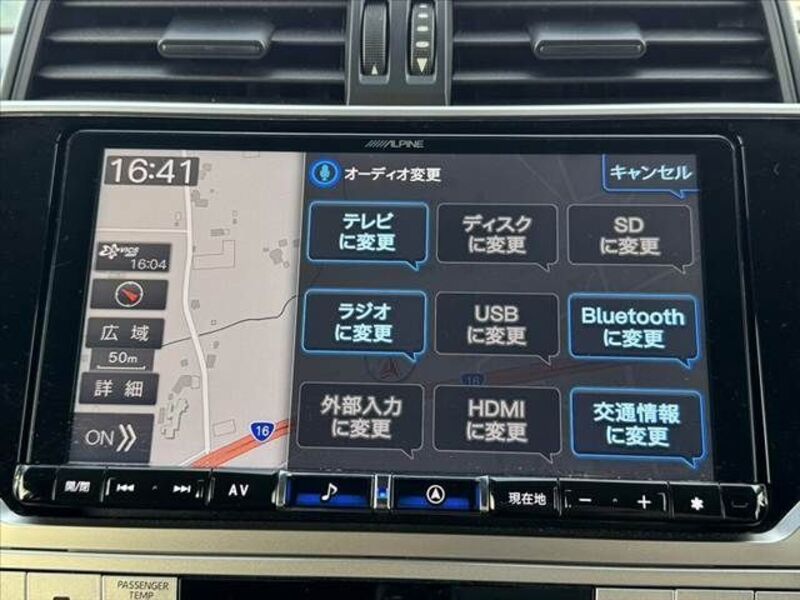 ALPINE
16:41
オーディオ変更
キャンセル
テレビ
に変更
ディスク
に変更
SD
に変更
VICS
16:04
ラジオ
に変更
USB
に変更
Bluetooth
に変更
広域
50m
詳細
外部入力
に変更
HDMI
に変更
交通情報
に変更
ON
16
16
開/閉
AV
現在地
PASSENGER
TEMP